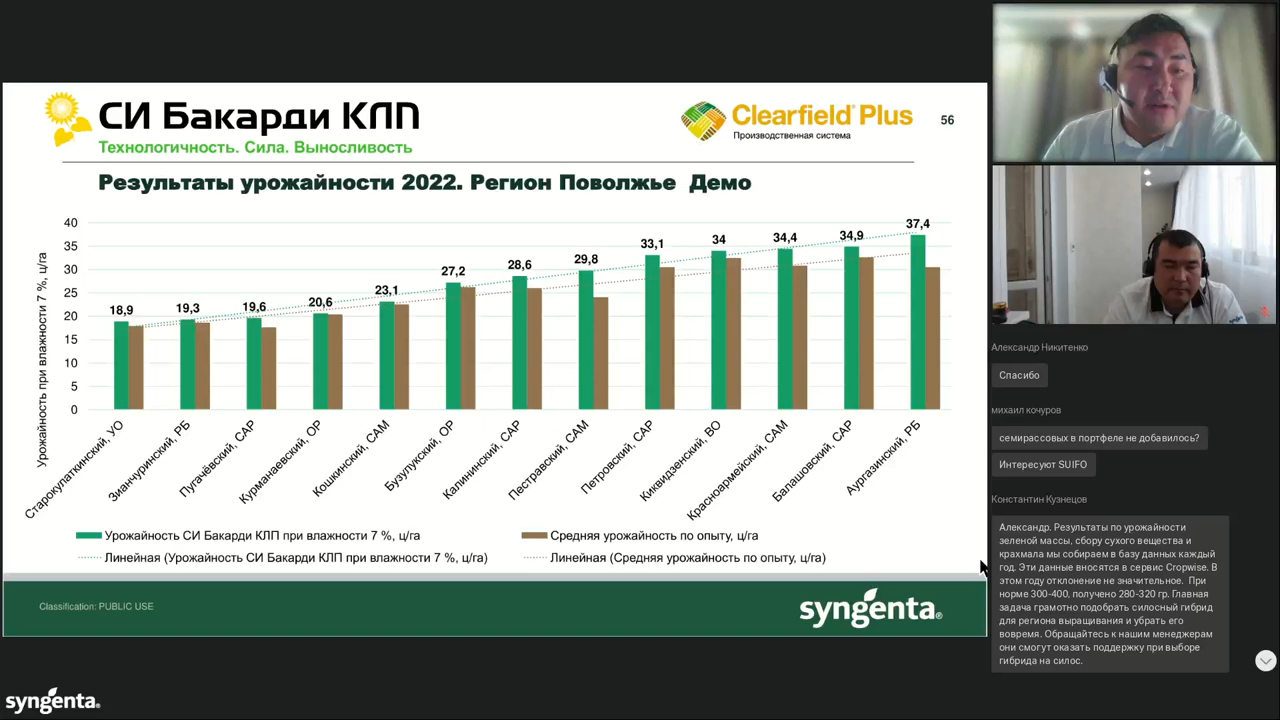 СИ Бакарди КЛП
Технологичность. Сила. Выносливость
Clearfield® Plus
Производственная система
56
Результаты урожайности 2022. Регион Поволжье Демо
Урожайность при влажности 7 %, ц/га
40
35
30
25
20
15
10
5
0
18,9
19,3
19,6
20,6
23,1
27,2
28,6
29,8
33,1
34
34,4
34,9
37,4
Старокулаткинский, УО
Зианчуринский, РБ
Пугачёвский, САР
Курманаевский, ОР
Кошкинский, САМ
Бузулукский, ОР
Калининский, САР
Пестравский, САМ
Петровский, САР
Киквидзенский, ВО
Красноармейский, САМ
Балашовский, САР
Аургазинский, РБ
Урожайность СИ Бакарди КЛП при влажности 7 %, ц/га
Средняя урожайность по опыту, ц/га
Линейная (Урожайность СИ Бакарди КЛП при влажности 7 %, ц/га)
Линейная (Средняя урожайность по опыту, ц/га)
Classification: PUBLIC USE
syngenta®
syngenta.
Александр Никитенко
Спасибо
михаил кочуров
семирассовых в портфеле не добавилось?
Интересуют SUIFO
Константин Кузнецов
Александр. Результаты по урожайности
зеленой массы, сбору сухого вещества и
крахмала мы собираем в базу данных каждый
год. Эти данные вносятся в сервис Cropwise. В
этом году отклонение не значительное. При
норме 300-400, получено 280-320 гр. Главная
задача грамотно подобрать силосный гибрид
для региона выращивания и убрать его
вовремя. Обращайтесь к нашим менеджерам
они смогут оказать поддержку при выборе
гибрида на силос.